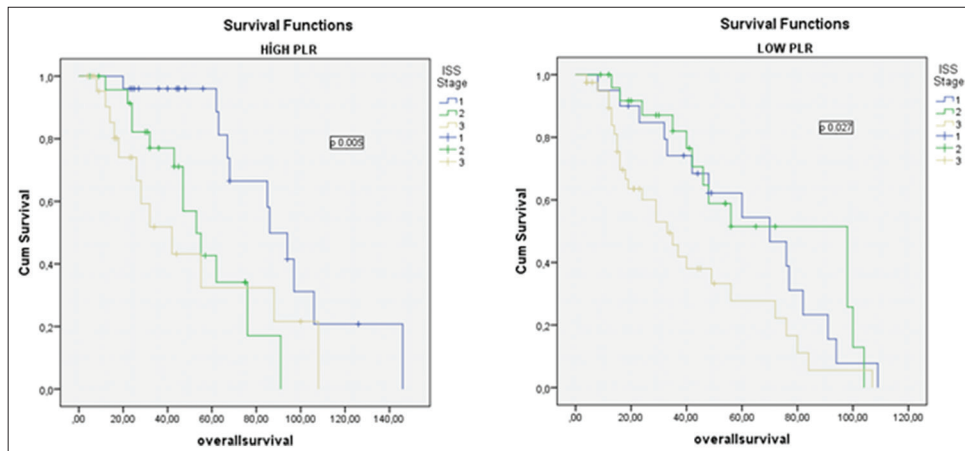 Survival Functions
HİGH PLR
ISS
Stage
1
2
3
1
2
3
p 0.005
Cum Survival
1,0
0,8
0,6
0,4
0,2
0,0
,00 20,00 40,00 60,00 80,00 100,00 120,00 140,00
overallsurvival
Survival Functions
LOW PLR
ISS
Stage
1
2
3
1
2
3
p 0.027
Cum Survival
1,0
0,8
0,6
0,4
0,2
0,0
,00 20,00 40,00 60,00 80,00 100,00 120,00
overallsurvival